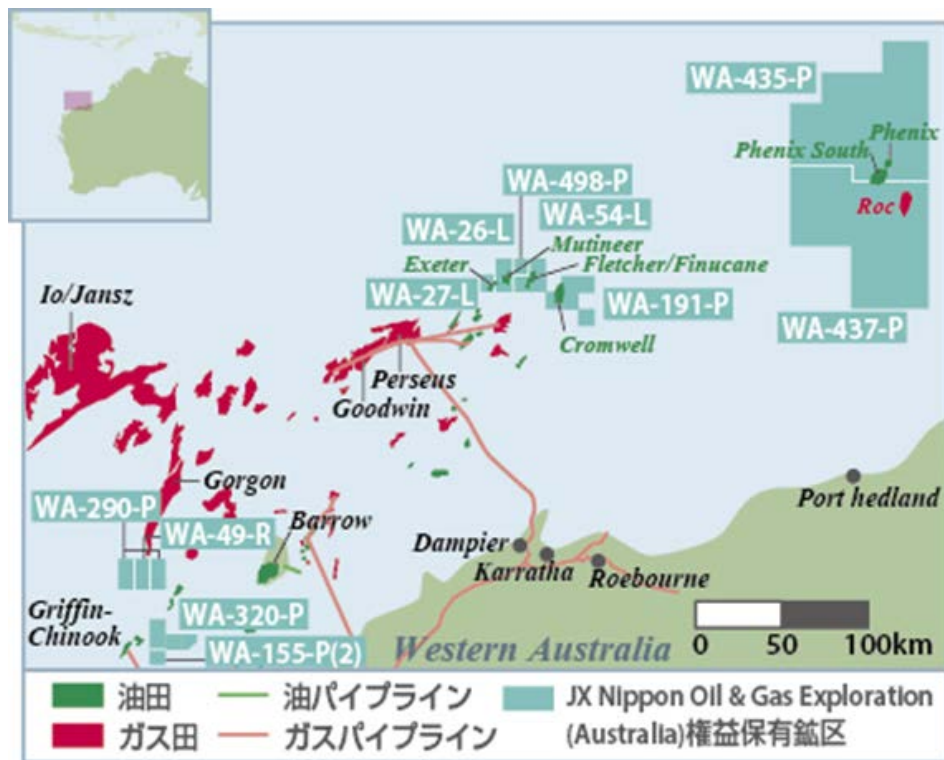 WA-435-P
Phenix
Phenix South
WA-498-P
Roc
WA-54-L
WA-26-L
Mutineer
Exeter
Fletcher/Finucane
Io/Jansz
WA-27-L
WA-191-P
WA-437-P
Cromwell
Perseus
Goodwin
Gorgon
Port hedland
WA-290-P
Barrow
WA-49-R
Dampier
Karratha
Roebourne
Griffin-
Chinook
WA-320-P
WA-155-P(2)
Western Australia
0 50 100km
油田 油パイプライン JX Nippon Oil & Gas Exploration
ガス田 ガスパイプライン (Australia)権益保有鉱区